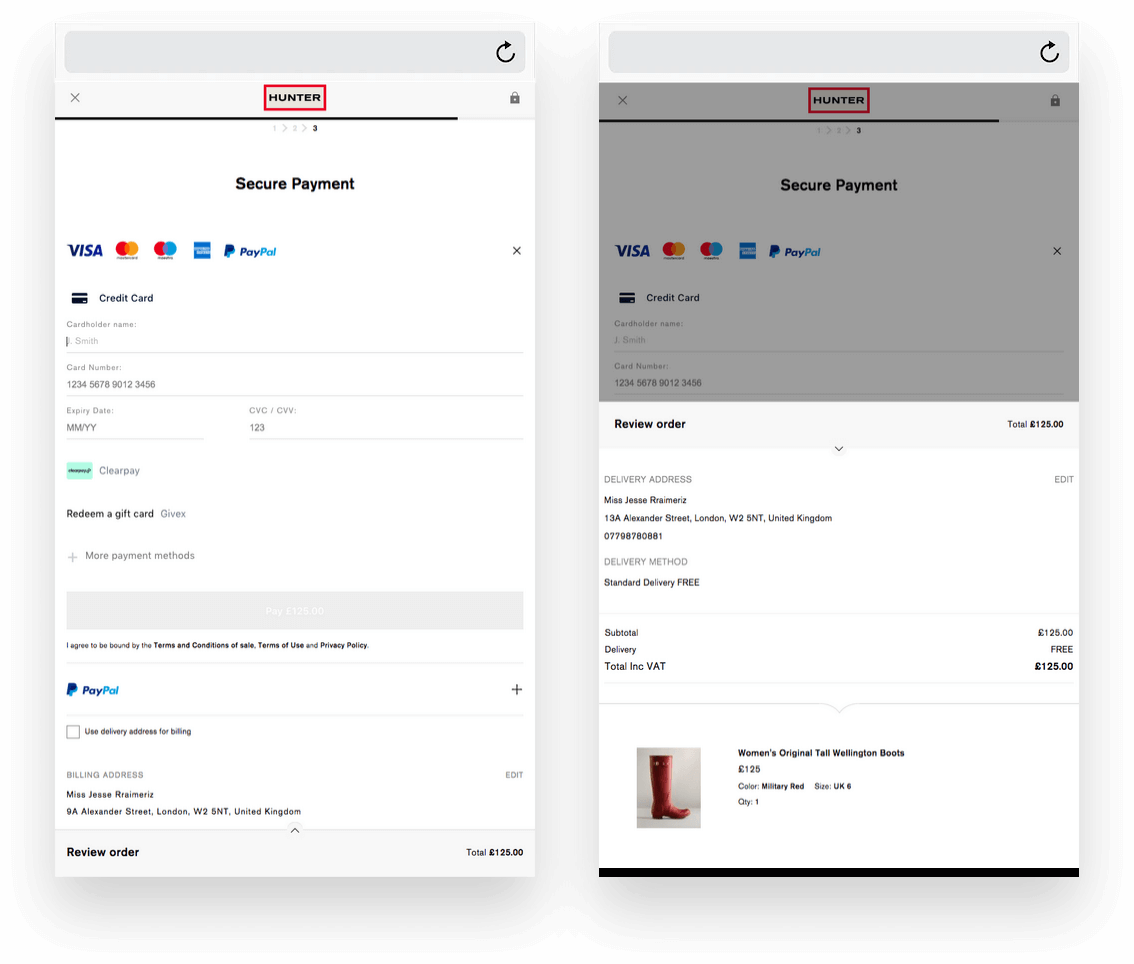 HUNTER
1 2 3
Secure Payment
VISA mastercard maestro AMERICAN EXPRESS PayPal
Credit Card
Cardholder name:
J. Smith
Card Number:
1234 5678 9012 3456
Expiry Date: CVC / CVV:
MM/YY 123
clearpay Clearpay
Redeem a gift card Givex
More payment methods
Pay £125.00
I agree to be bound by the Terms and Conditions of sale, Terms of Use and Privacy Policy.
PayPal
Use delivery address for billing
BILLING ADDRESS EDIT
Miss Jesse Rraimeriz
9A Alexander Street, London, W2 5NT, United Kingdom
Review order Total £125.00
HUNTER
1 2 3
Secure Payment
VISA mastercard maestro AMERICAN EXPRESS PayPal
Credit Card
Cardholder name:
J. Smith
Card Number:
1234 5678 9012 3456
Review order Total £125.00
DELIVERY ADDRESS EDIT
Miss Jesse Rraimeriz
13A Alexander Street, London, W2 5NT, United Kingdom
07798780881
DELIVERY METHOD
Standard Delivery FREE
Subtotal £125.00
Delivery FREE
Total Inc VAT £125.00
Women's Original Tall Wellington Boots
£125
Color: Military Red Size: UK 6
Qty: 1